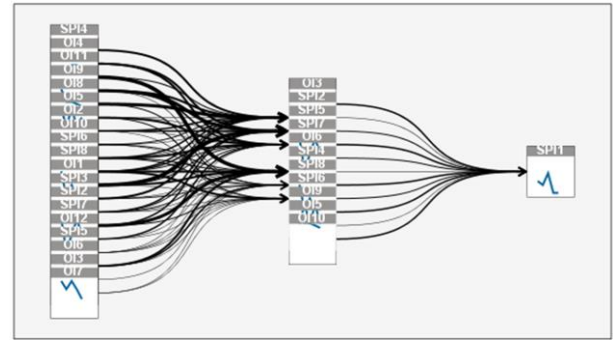 SPI4
OI4
OI11
OI9
OI8
OI5
OI2
OI10
SPI6
SPI8
OI1
SPI3
SPI2
SPI7
OI12
SPI5
OI6
OI3
OI7
OI3
SPI2
SPI5
SPI7
OI6
SPI4
SPI8
SPI6
OI9
OI5
OI10
SPI1